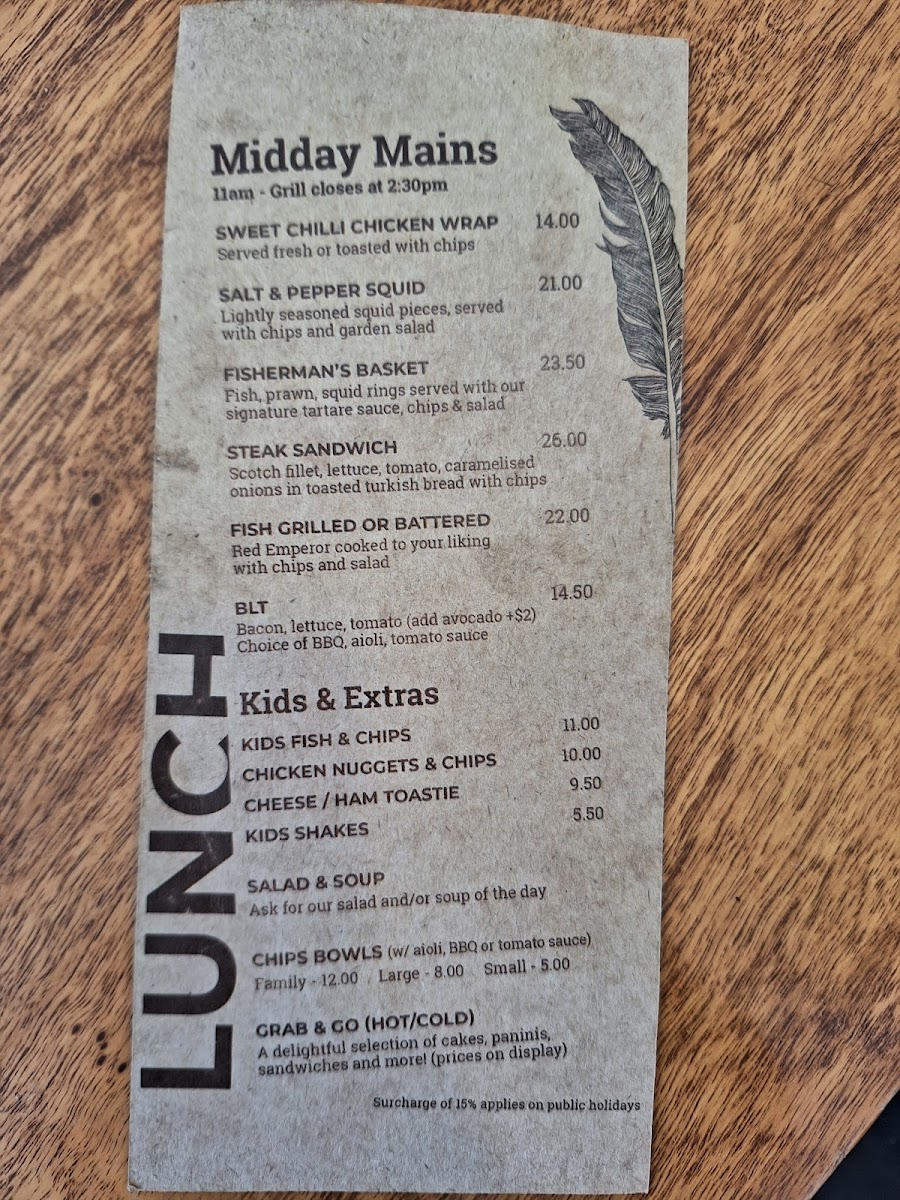 Midday Mains
11am - Grill closes at 2:30pm
SWEET CHILLI CHICKEN WRAP 14.00
Served fresh or toasted with chips
SALT & PEPPER SQUID 21.00
Lightly seasoned squid pieces, served
with chips and garden salad
FISHERMAN'S BASKET 23.50
Fish, prawn, squid rings served with our
signature tartare sauce, chips & salad
STEAK SANDWICH 26.00
Scotch fillet, lettuce, tomato, caramelised
onions in toasted turkish bread with chips
FISH GRILLED OR BATTERED 22.00
Red Emperor cooked to your liking
with chips and salad
BLT 14.50
Bacon, lettuce, tomato (add avocado +$2)
Choice of BBQ, aioli, tomato sauce
LUNCH
Kids & Extras
KIDS FISH & CHIPS 11.00
CHICKEN NUGGETS & CHIPS 10.00
CHEESE / HAM TOASTIE 9.50
KIDS SHAKES 5.50
SALAD & SOUP
Ask for our salad and/or soup of the day
CHIPS BOWLS (w/ aioli, BBQ or tomato sauce)
Family - 12.00 Large - 8.00 Small - 5.00
GRAB & GO (HOT/COLD)
A delightful selection of cakes, paninis,
sandwiches and more! (prices on display)
Surcharge of 15% applies on public holidays